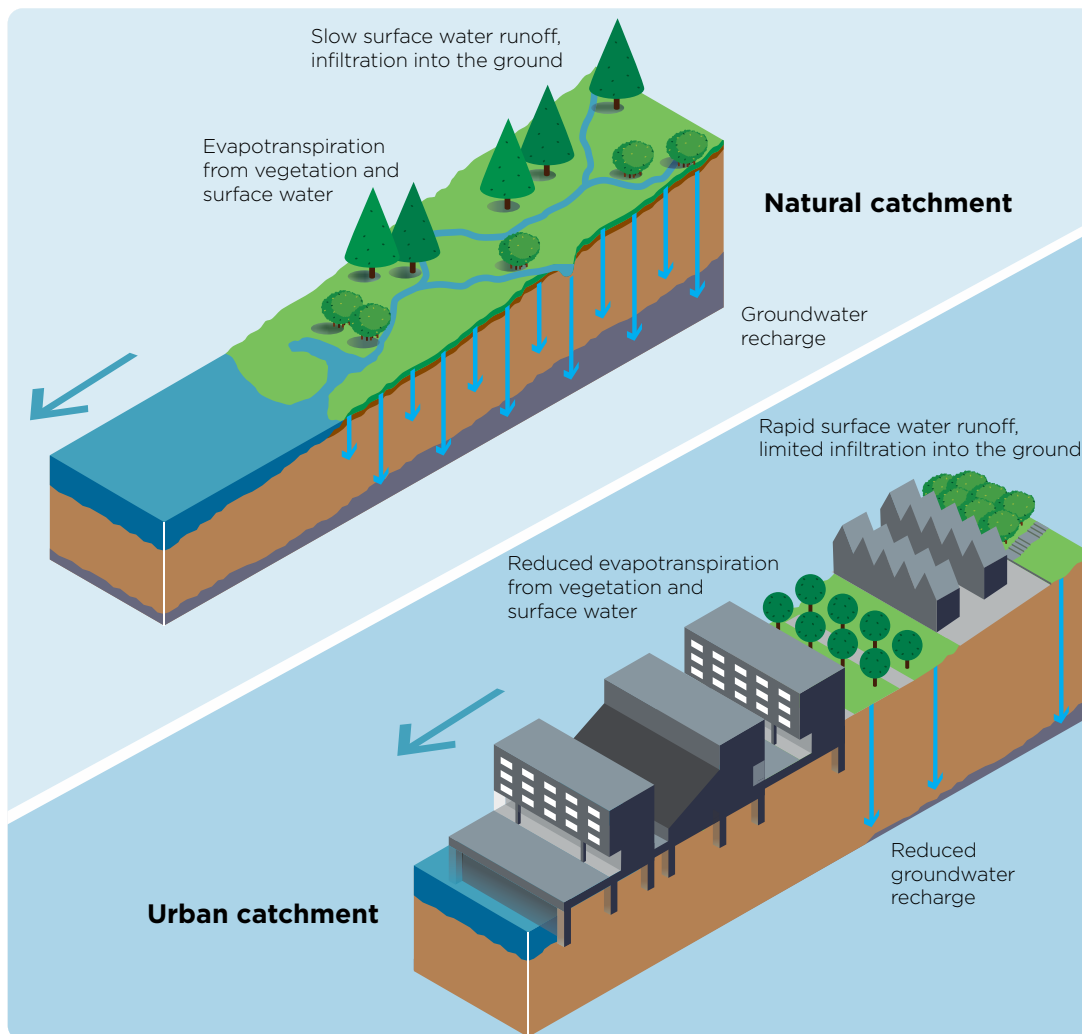 Slow surface water runoff,
infiltration into the ground
Evapotranspiration
from vegetation and
surface water
Natural catchment
Groundwater
recharge
Rapid surface water runoff,
limited infiltration into the ground
Reduced evapotranspiration
from vegetation and
surface water
Reduced
groundwater
recharge
Urban catchment